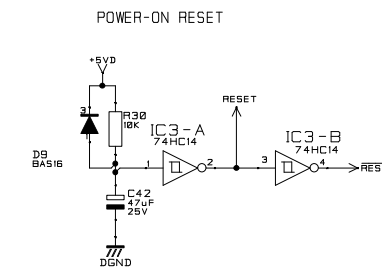 POWER-ON RESET
+5VD
3
R30
10K
D9
BAS16
IC3-A
74HC14
1
2
RESET
IC3-B
74HC14
3
4
RES
C42
47uF
25V
DGND